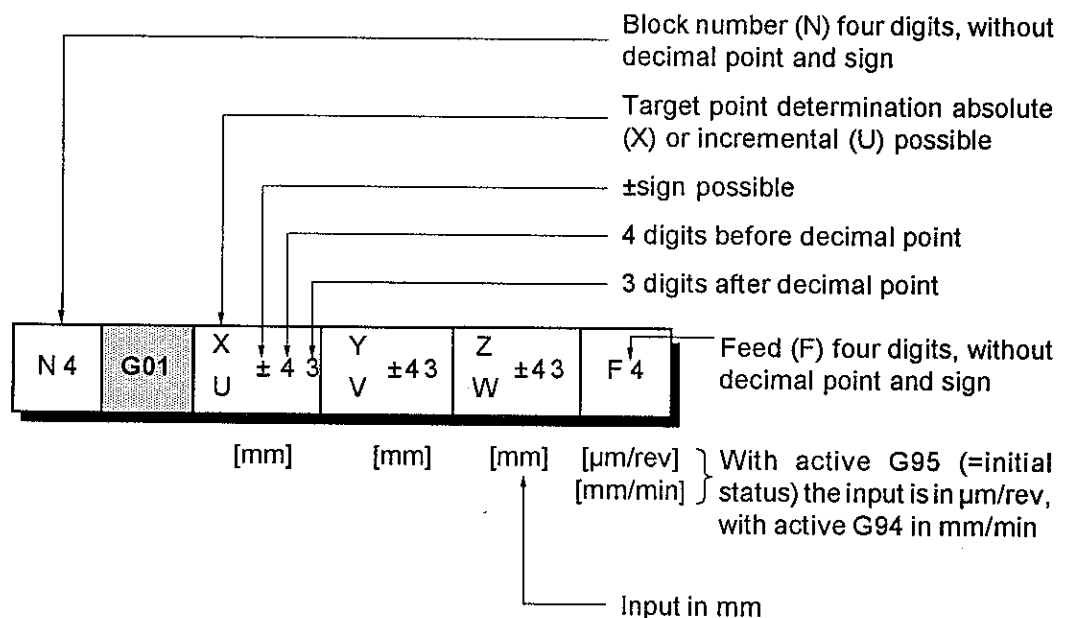 Block number (N) four digits, without
decimal point and sign
Target point determination absolute
(X) or incremental (U) possible
±sign possible
4 digits before decimal point
3 digits after decimal point
N 4
G01
X
U
± 4 3
Y
V
±43
Z
W
±43
F 4
Feed (F) four digits, without
decimal point and sign
[mm]
[mm]
[mm]
[µm/rev]
[mm/min]
With active G95 (=initial
status) the input is in µm/rev,
with active G94 in mm/min
Input in mm